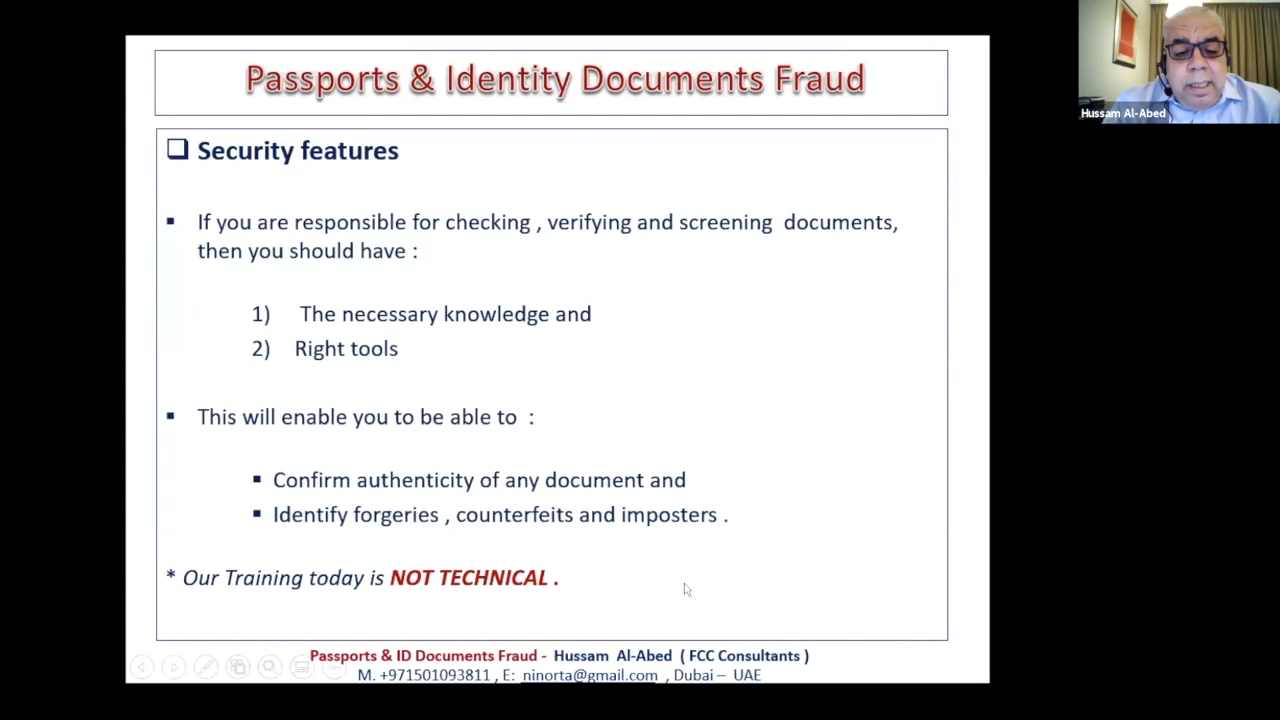 Passports & Identity Documents Fraud
Hussam Al-Abed
❑ Security features
▪ If you are responsible for checking , verifying and screening documents,
then you should have :
1) The necessary knowledge and
2) Right tools
▪ This will enable you to be able to :
▪ Confirm authenticity of any document and
▪ Identify forgeries , counterfeits and imposters .
* Our Training today is NOT TECHNICAL .
Passports & ID Documents Fraud - Hussam Al-Abed ( FCC Consultants )
M. +971501093811 , E: ninorta@gmail.com , Dubai – UAE